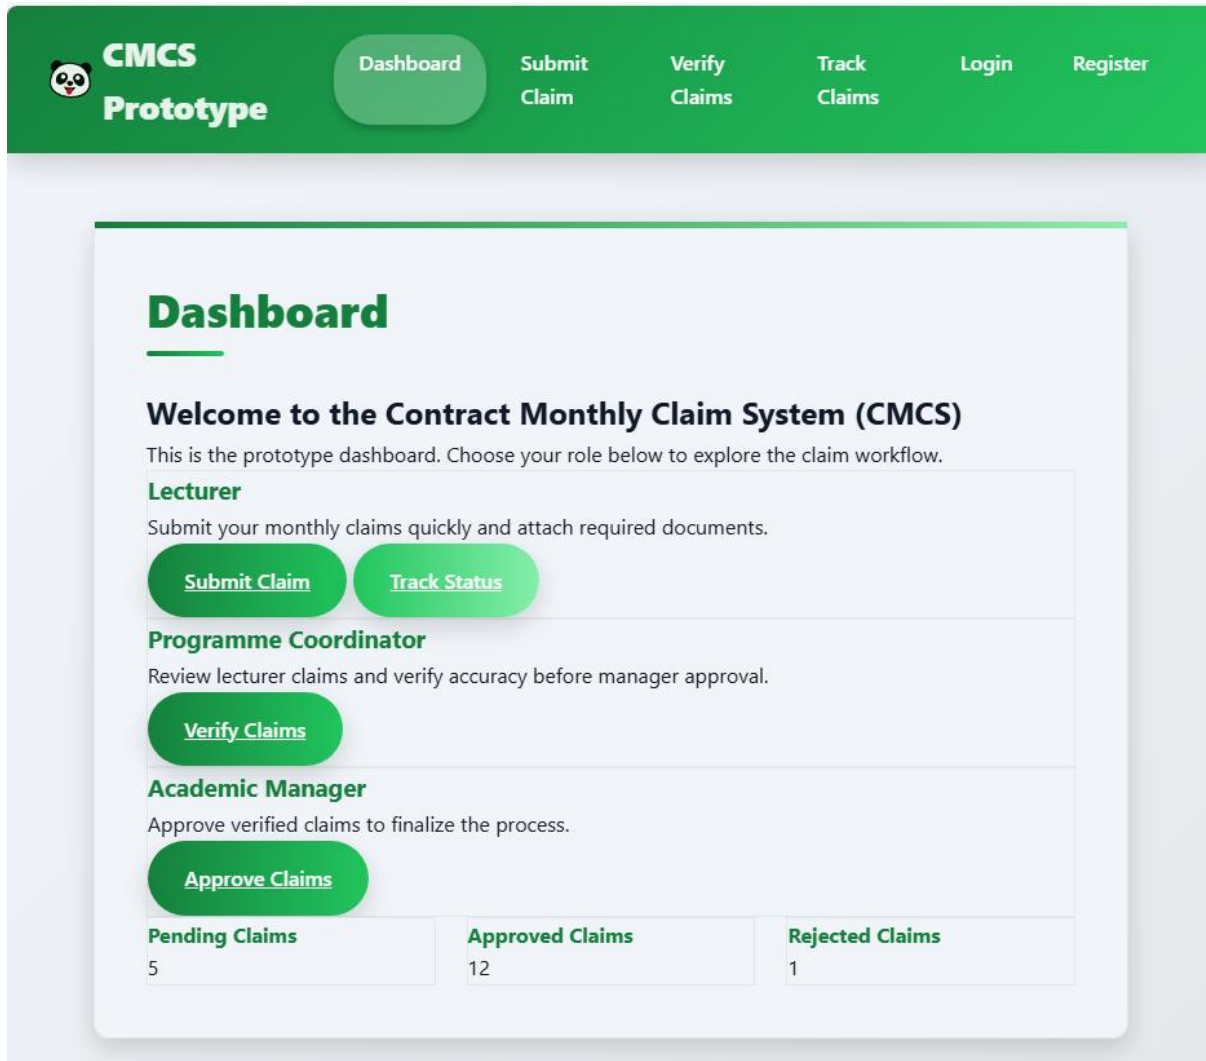 CMCS
Prototype
Dashboard
Submit
Claim
Verify
Claims
Track
Claims
Login
Register
Dashboard
Welcome to the Contract Monthly Claim System (CMCS)
This is the prototype dashboard. Choose your role below to explore the claim workflow.
Lecturer
Submit your monthly claims quickly and attach required documents.
Submit Claim Track Status
Programme Coordinator
Review lecturer claims and verify accuracy before manager approval.
Verify Claims
Academic Manager
Approve verified claims to finalize the process.
Approve Claims
Pending Claims Approved Claims Rejected Claims
5 12 1